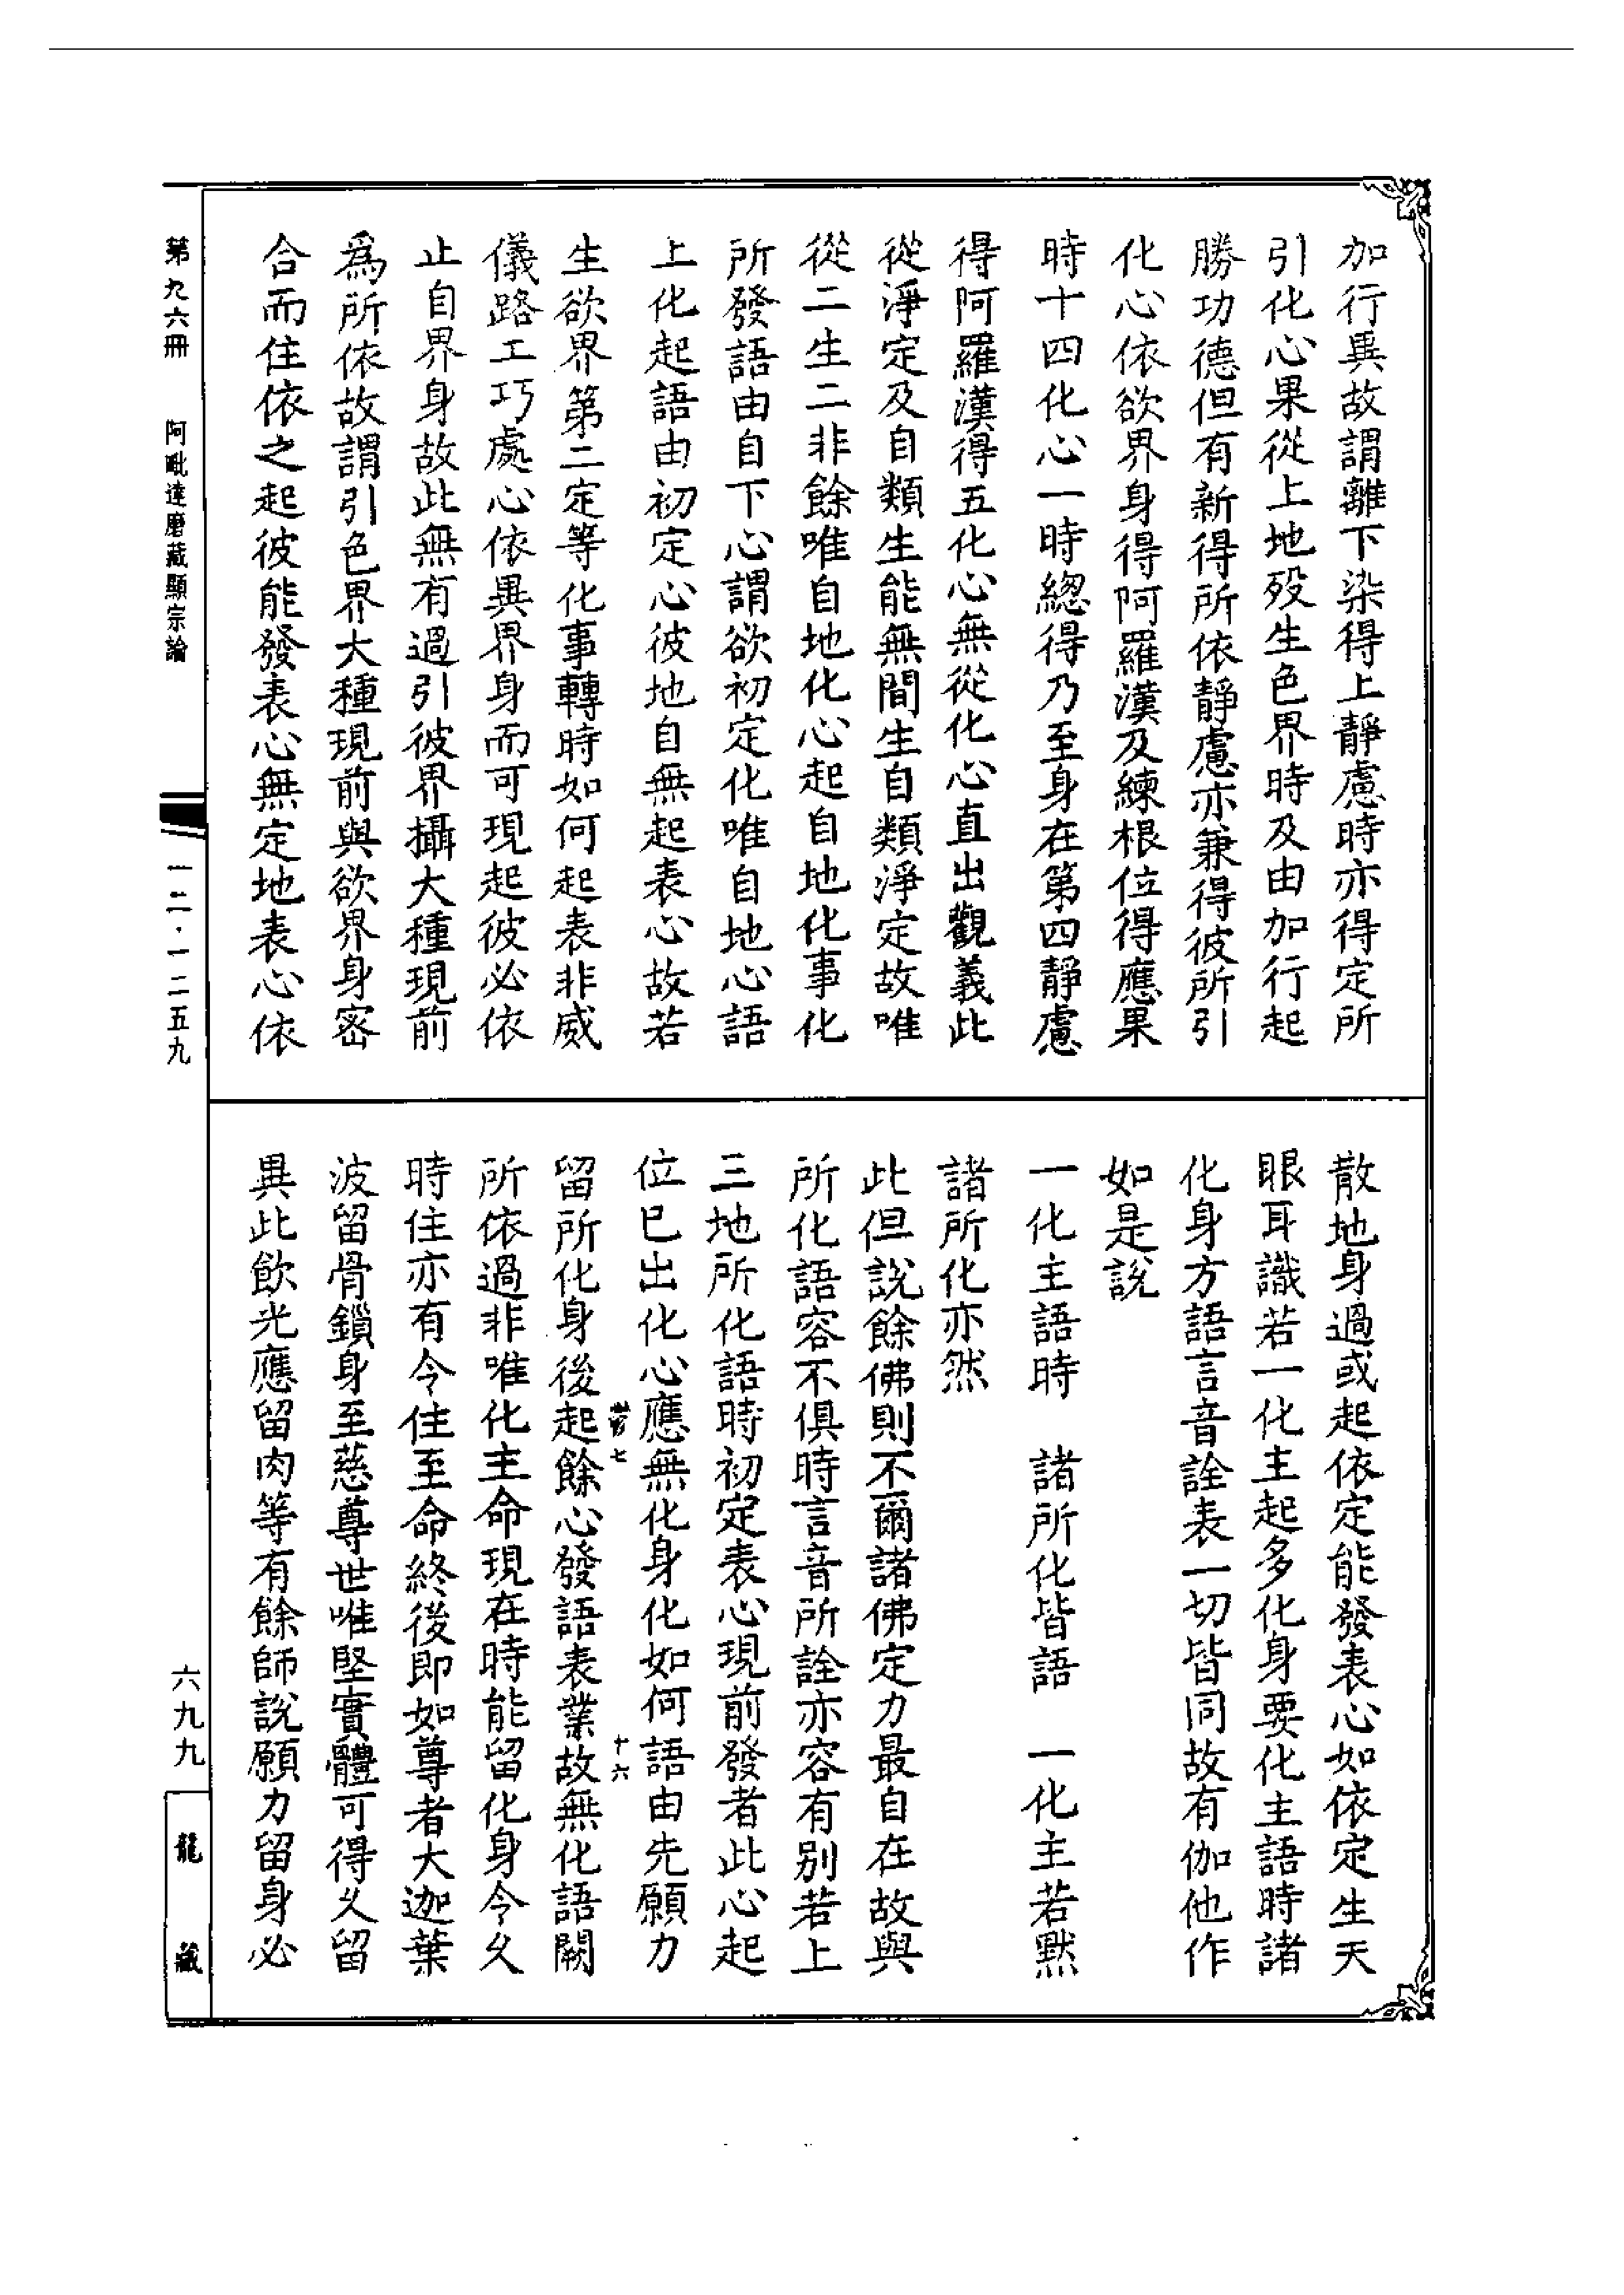 加行異故謂離下染得上靜慮時亦得定所
引化心果從上地歿生色界時及由加行起
勝功德但有新得所依靜慮亦兼得彼所引
化心依欲界身得阿羅漢及練根位得應果
時十四化心一時總得乃至身在第四靜慮
得阿羅漢得五化心無從化心直出觀義此
從淨定及自類生能無間生自類淨定故唯
從二生二非餘唯自地化心起自地化事化
所發語由自下心謂欲初定化唯自地心語
上化起語由初定心彼地自無起表心故若
生欲界第二定等化事轉時如何起表非威
儀路工巧處心依異界身而可現起彼必依
止自界身故此無有過引彼界攝大種現前
為所依故謂引色界大種現前與欲界身密
合而住依之起彼能發表心無定地表心依
散地身過或起依定能發表心如依定生天
眼耳識若一化主起多化身要化主語時諸
化身方語言音詮表一切皆同故有伽他作
如是說
一化主語時　諸所化皆語　一化主若默
諸所化亦然
此但說餘佛則不爾諸佛定力最自在故與
所化語容不俱時言音所詮亦容有別若上
三地所化語時初定表心現前發者此心起
位已出化心應無化身化如何語由先願力
留所化身後起餘心發語表業故無化語闕
所依過非唯化主命現在時能留化身令久
時住亦有令住至命終後即如尊者大迦葉
波留骨鎖身至慈尊世唯堅實體可得久留
異此飲光應留肉等有餘師說願力留身必
七
十六
第九六冊
阿毗達磨藏顯宗論
一二·一二五九
六九九
龍藏